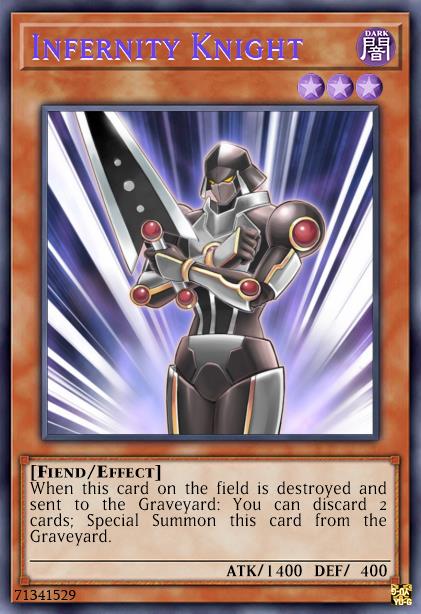 INFERNITY KNIGHT
DARK
闇
[FIEND/EFFECT]
When this card on the field is destroyed and
sent to the Graveyard: You can discard 2
cards; Special Summon this card from the
Graveyard.
ATK/1400 DEF/ 400
71341529